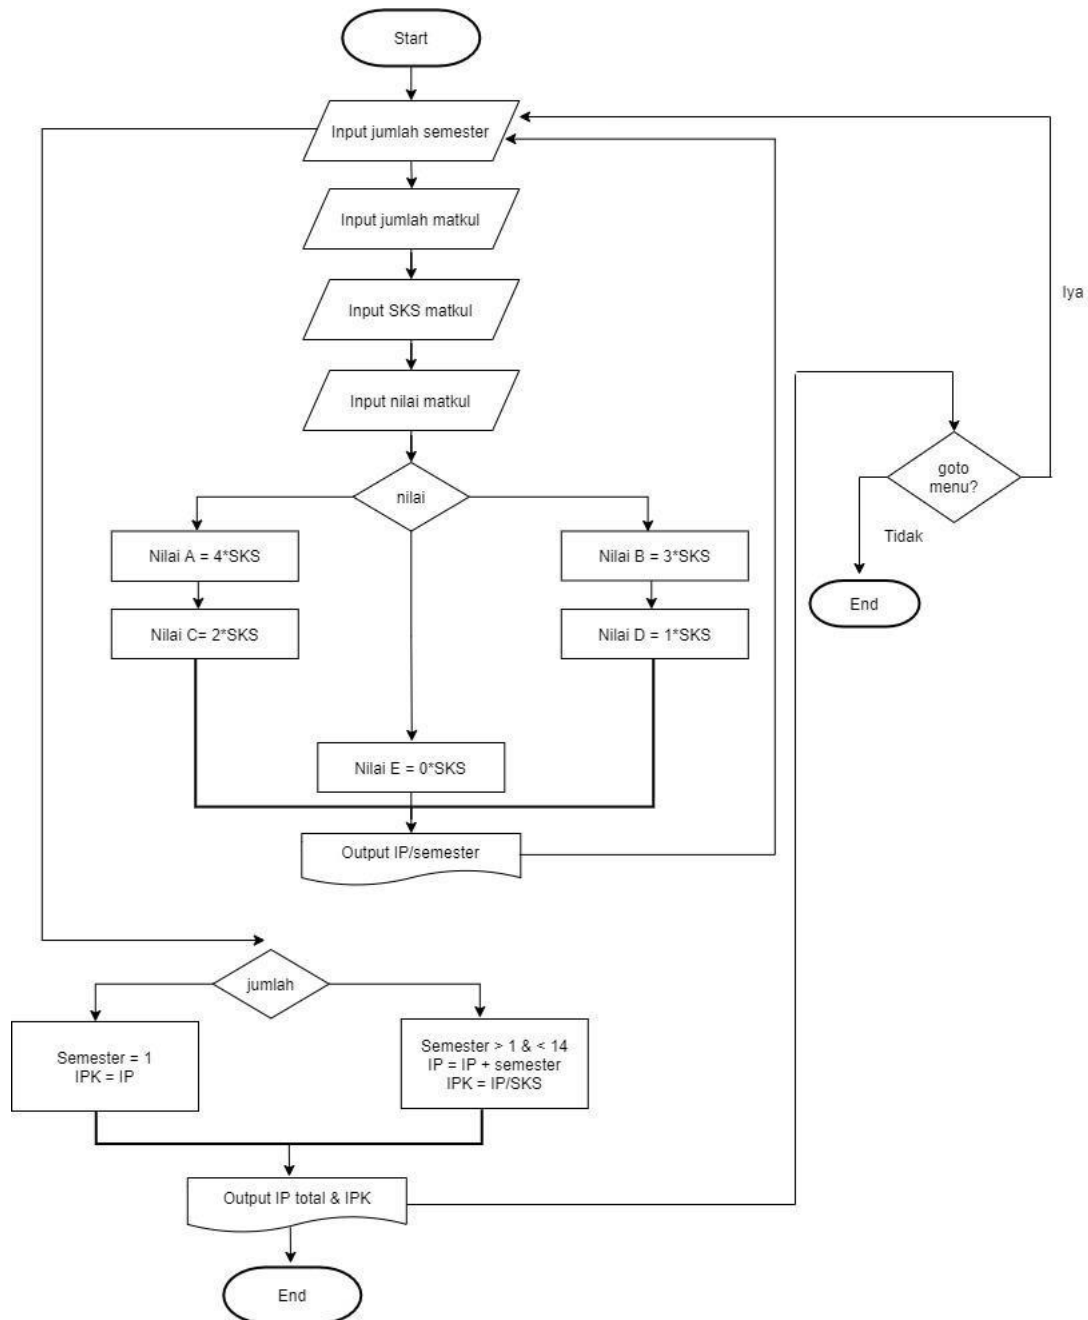 Start
Input jumlah semester
Input jumlah matkul
Input SKS matkul
Input nilai matkul
nilai
Nilai A = 4*SKS
Nilai B = 3*SKS
Nilai C= 2*SKS
Nilai D = 1*SKS
Nilai E = 0*SKS
Output IP/semester
Iya
goto
menu?
Tidak
End
jumlah
Semester = 1
IPK = IP
Semester > 1 & < 14
IP = IP + semester
IPK = IP/SKS
Output IP total & IPK
End